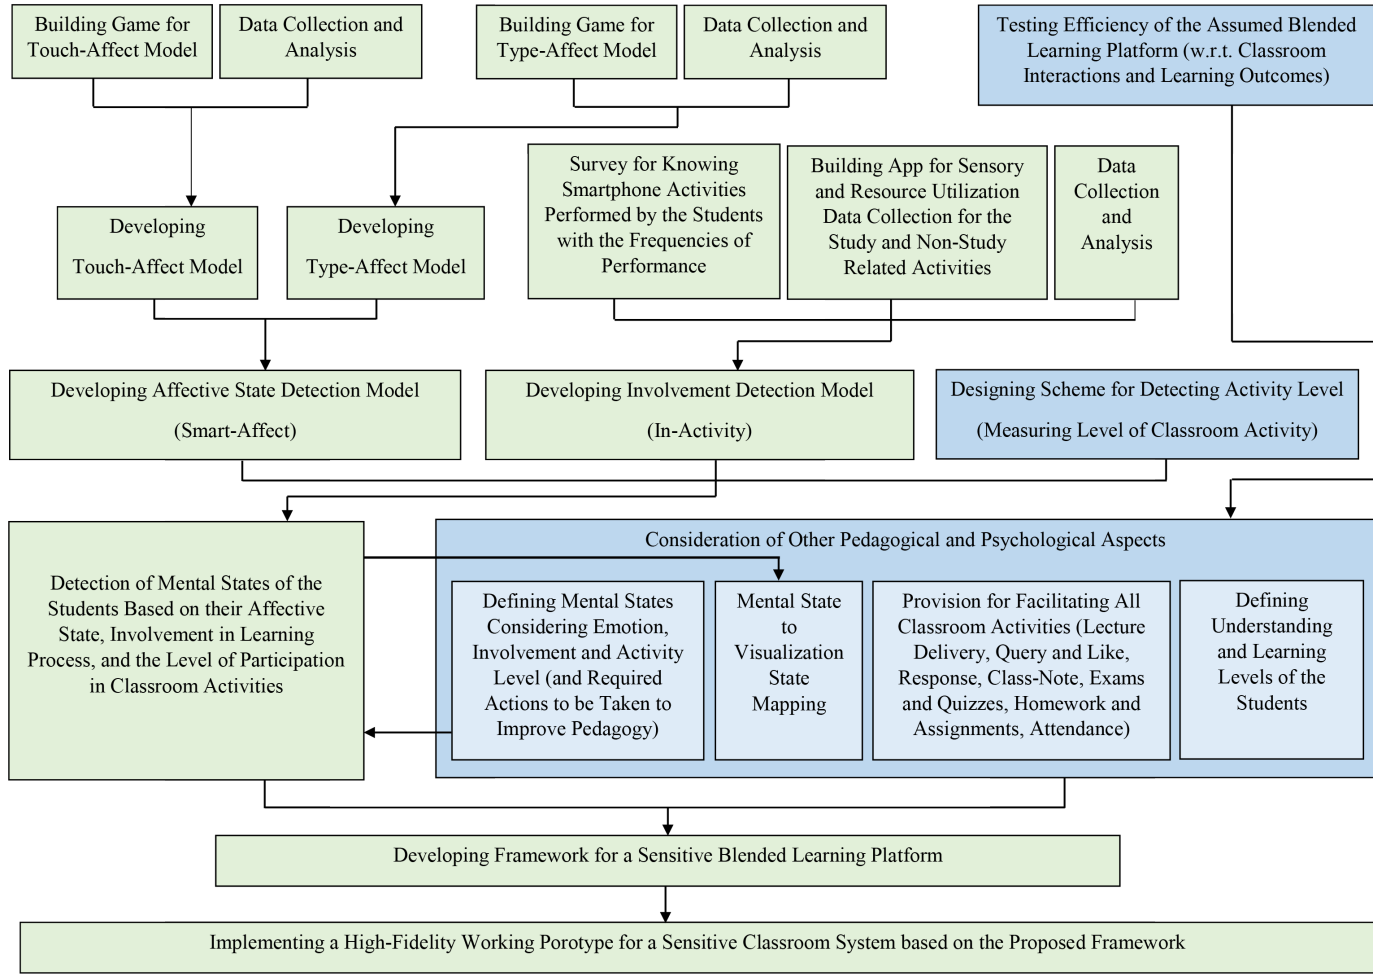 Building Game for
Touch-Affect Model
Data Collection and
Analysis
Building Game for
Type-Affect Model
Data Collection and
Analysis
Testing Efficiency of the Assumed Blended
Learning Platform (w.r.t. Classroom
Interactions and Learning Outcomes)
Survey for Knowing
Smartphone Activities
Performed by the Students
with the Frequencies of
Performance
Building App for Sensory
and Resource Utilization
Data Collection for the
Study and Non-Study
Related Activities
Data
Collection
and
Analysis
Developing
Touch-Affect Model
Developing
Type-Affect Model
Developing Affective State Detection Model
(Smart-Affect)
Developing Involvement Detection Model
(In-Activity)
Designing Scheme for Detecting Activity Level
(Measuring Level of Classroom Activity)
Detection of Mental States of the
Students Based on their Affective
State, Involvement in Learning
Process, and the Level of Participation
in Classroom Activities
Consideration of Other Pedagogical and Psychological Aspects
Defining Mental States
Considering Emotion,
Involvement and Activity
Level (and Required
Actions to be Taken to
Improve Pedagogy)
Mental State
to
Visualization
State
Mapping
Provision for Facilitating All
Classroom Activities (Lecture
Delivery, Query and Like,
Response, Class-Note, Exams
and Quizzes, Homework and
Assignments, Attendance)
Defining
Understanding
and Learning
Levels of the
Students
Developing Framework for a Sensitive Blended Learning Platform
Implementing a High-Fidelity Working Porotype for a Sensitive Classroom System based on the Proposed Framework